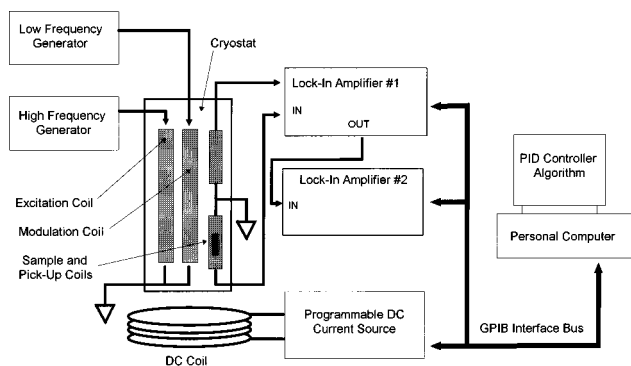 Low Frequency
Generator
Cryostat
Lock-In Amplifier #1
High Frequency
Generator
IN
OUT
PID Controller
Algorithm
Lock-In Amplifier #2
Excitation Coil
IN
Modulation Coil
Personal Computer
Sample and
Pick-Up Coils
Programmable DC
Current Source
GPIB Interface Bus
DC Coil